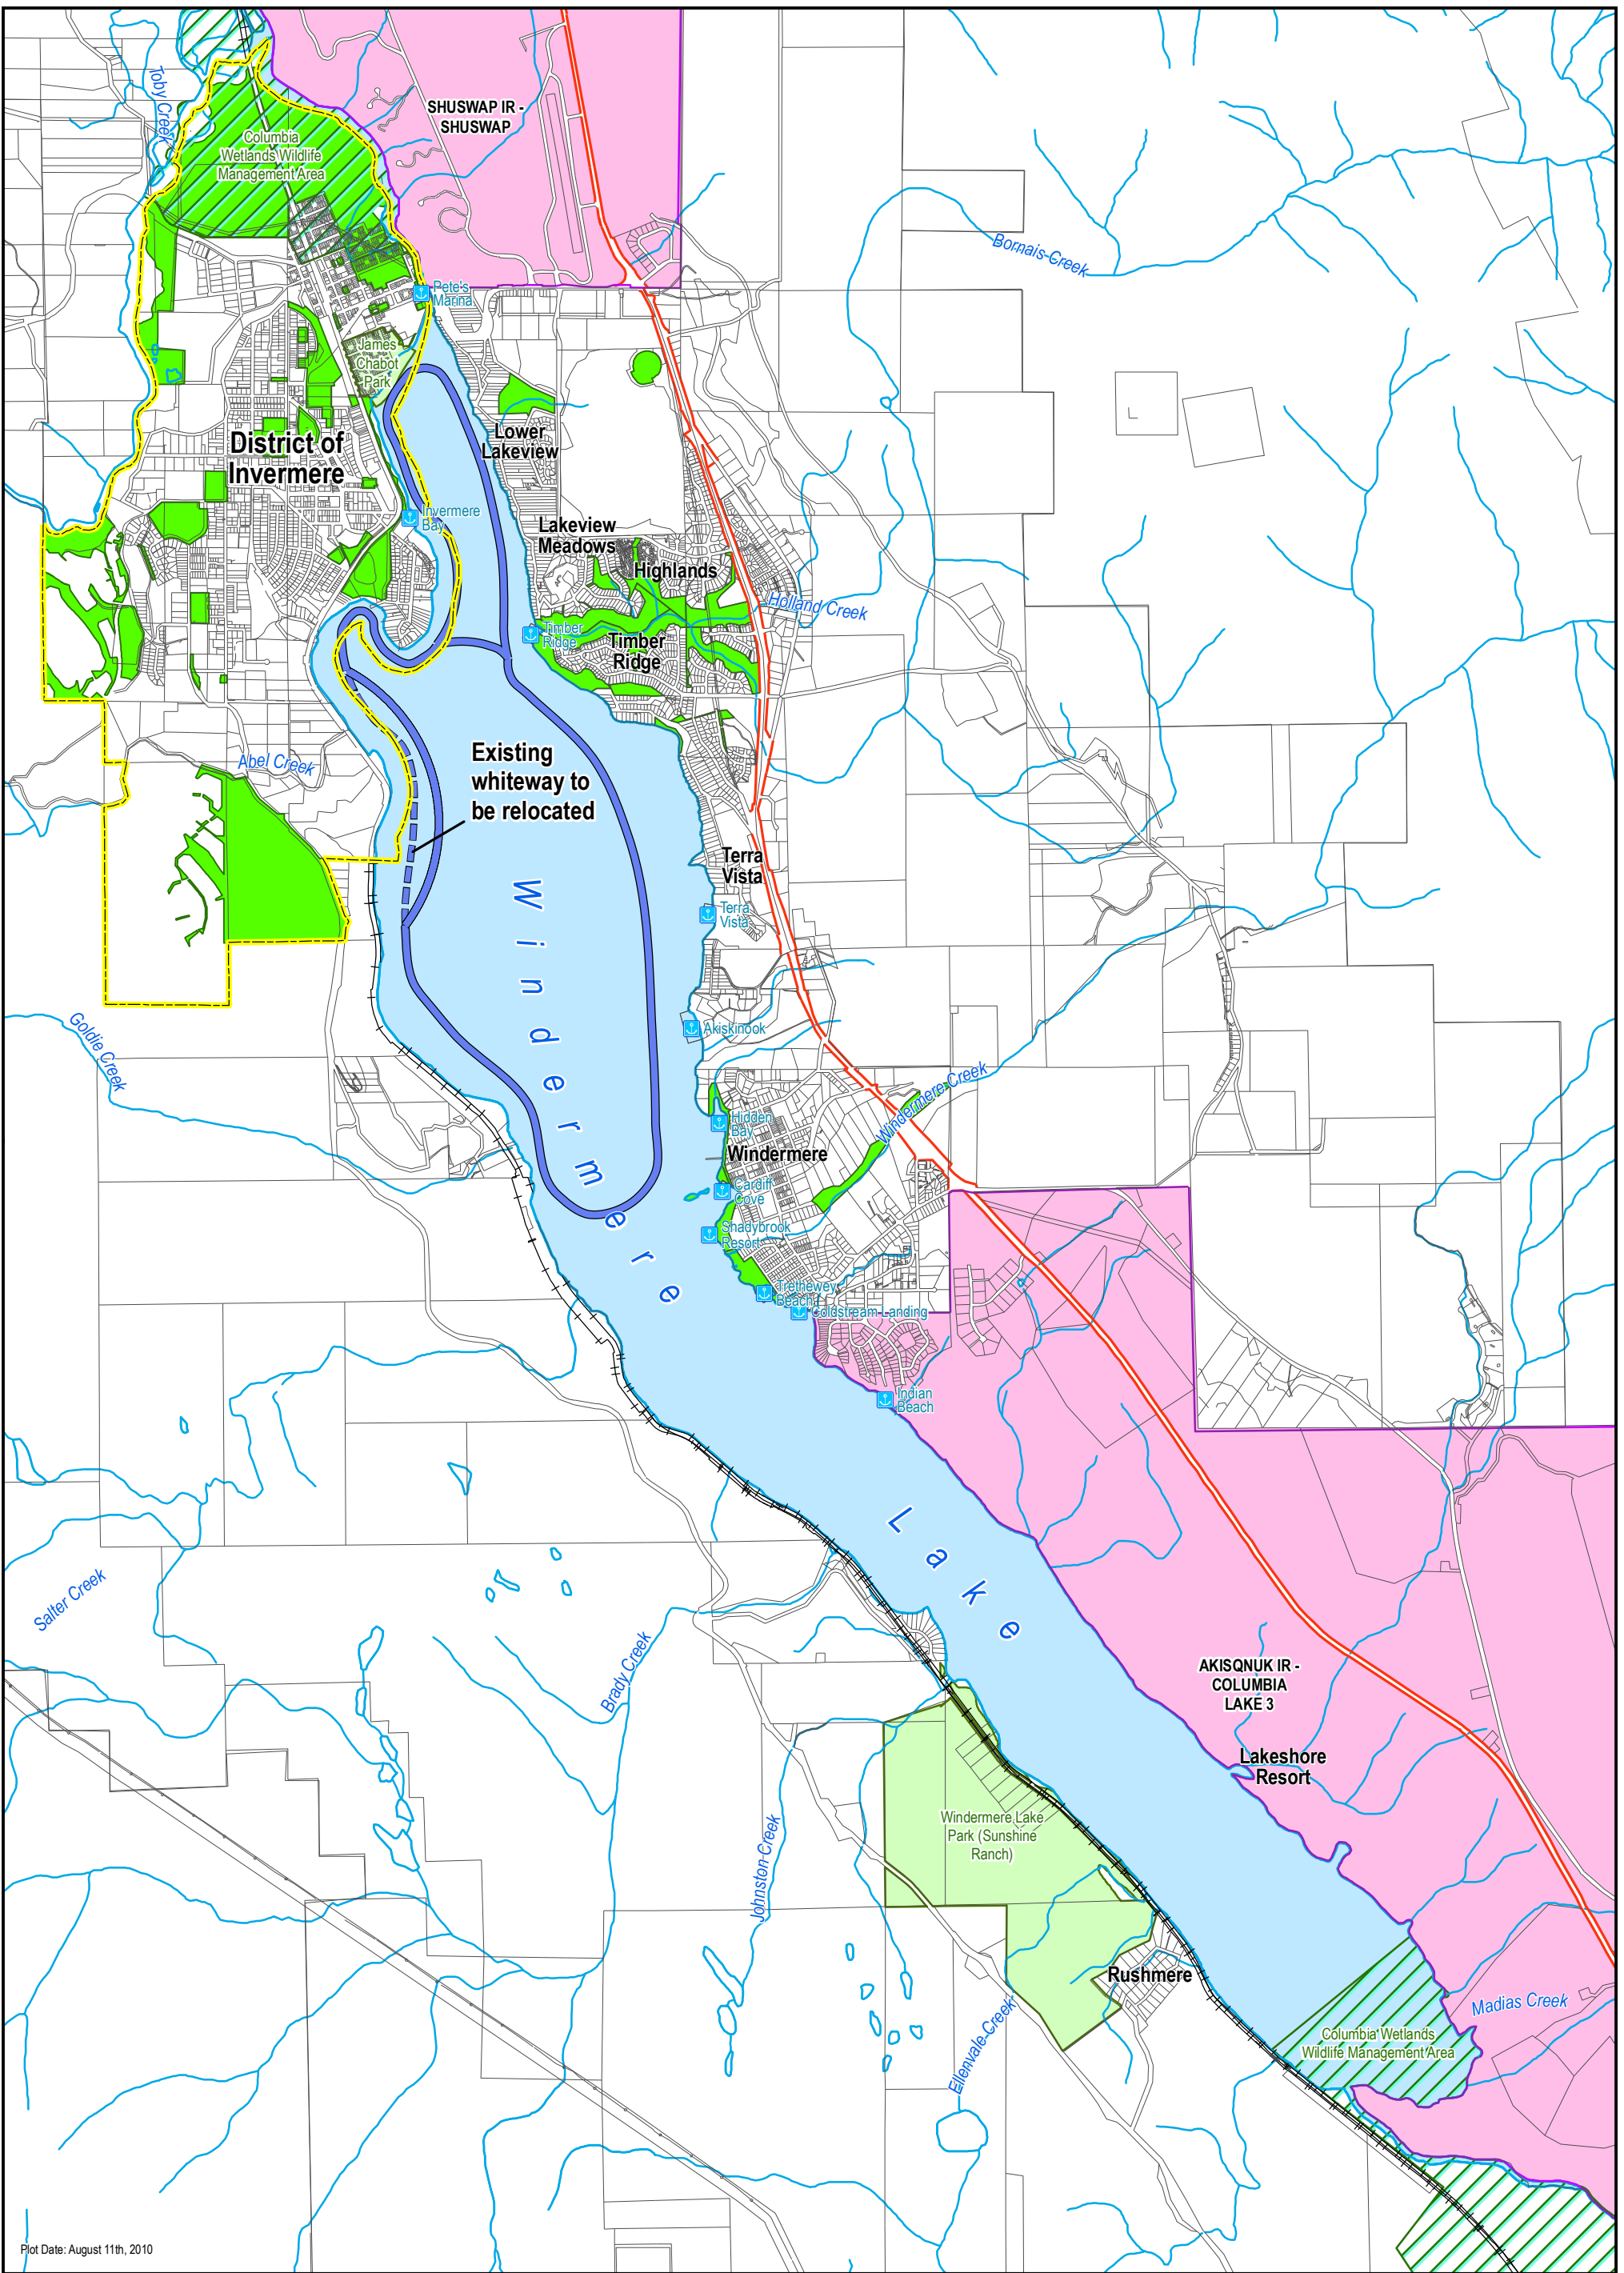 Toby Creek
SHUSWAP IR -
SHUSWAP
Columbia
Wetlands Wildlife
Management Area
Bornais Creek
Pete's
Marina
James
Chabot
Park
District of
Invermere
Lower
Lakeview
Invermere
Bay
Lakeview
Meadows
Highlands
Holland Creek
Timber
Ridge
Timber
Ridge
Abel Creek
Existing
whiteway to
be relocated
Terra
Vista
Terra
Vista
Windermere
Lake
Goldie Creek
Akiskinook
Windermere Creek
Hidden
Bay
Windermere
Cardiff
Cove
Shadybrook
Resort
Trethewey
Beach
Coldstream Landing
Indian
Beach
Salter Creek
Brady Creek
AKISQNUK IR -
COLUMBIA
LAKE 3
Lakeshore
Resort
Windermere Lake
Park (Sunshine
Ranch)
Johnston Creek
Rushmere
Ellenvale Creek
Madias Creek
Columbia Wetlands
Wildlife Management Area
Plot Date: August 11th, 2010